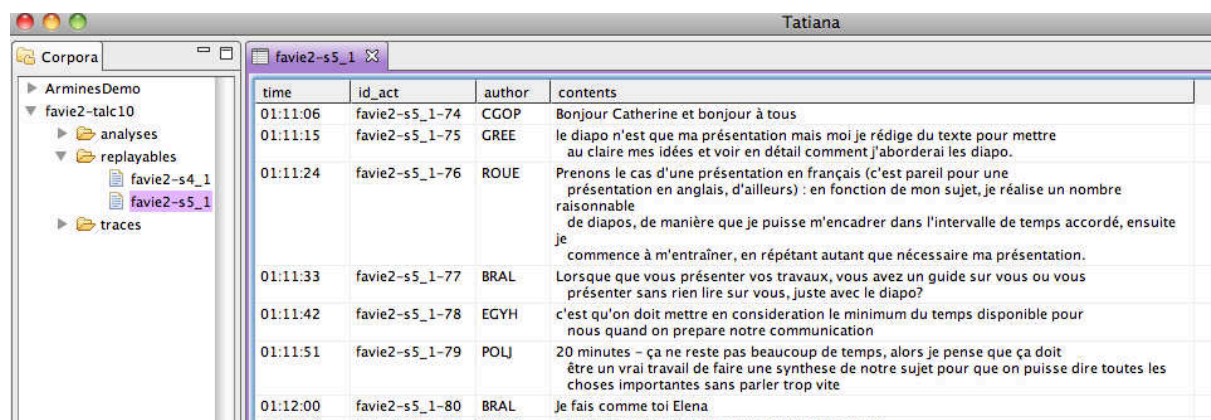 Tatiana
Corpora
favie2-s5_1
ArminesDemo
favie2-talc10
analyses
replayables
favie2-s4_1
favie2-s5_1
traces
time id_act author contents
01:11:06 favie2-s5_1-74 CGOP Bonjour Catherine et bonjour à tous
01:11:15 favie2-s5_1-75 GREE le diapo n'est que ma présentation mais moi je rédige du texte pour mettre
au claire mes idées et voir en détail comment j'aborderai les diapo.
01:11:24 favie2-s5_1-76 ROUE Prenons le cas d'une présentation en français (c'est pareil pour une
présentation en anglais, d'ailleurs) : en fonction de mon sujet, je réalise un nombre
raisonnable
de diapos, de manière que je puisse m'encadrer dans l'intervalle de temps accordé, ensuite
je
commence à m'entraîner, en répétant autant que nécessaire ma présentation.
01:11:33 favie2-s5_1-77 BRAL Lorsque que vous présenter vos travaux, vous avez un guide sur vous ou vous
présenter sans rien lire sur vous, juste avec le diapo?
01:11:42 favie2-s5_1-78 EGYH c'est qu'on doit mettre en consideration le minimum du temps disponible pour
nous quand on prepare notre communication
01:11:51 favie2-s5_1-79 POLJ 20 minutes – ça ne reste pas beaucoup de temps, alors je pense que ça doit
être un vrai travail de faire une synthese de notre sujet pour que on puisse dire toutes les
choses importantes sans parler trop vite
01:12:00 favie2-s5_1-80 BRAL Je fais comme toi Elena